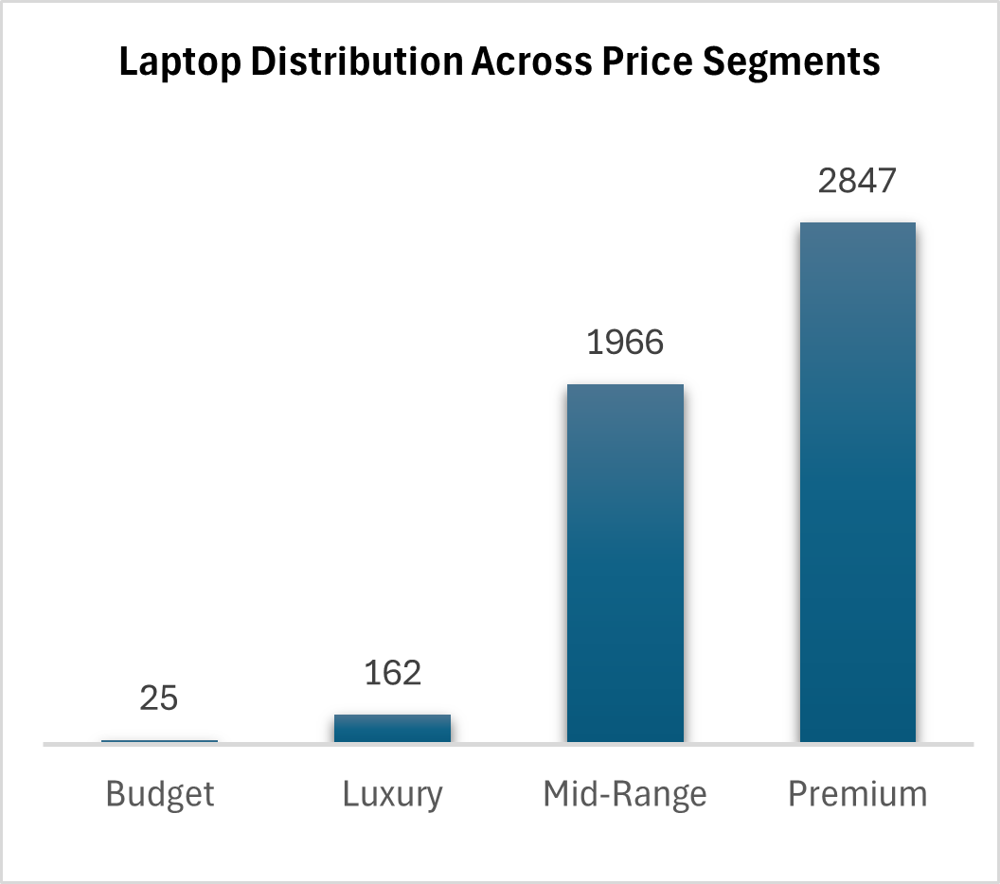 Laptop Distribution Across Price Segments
2847
1966
162
25
Budget Luxury Mid-Range Premium